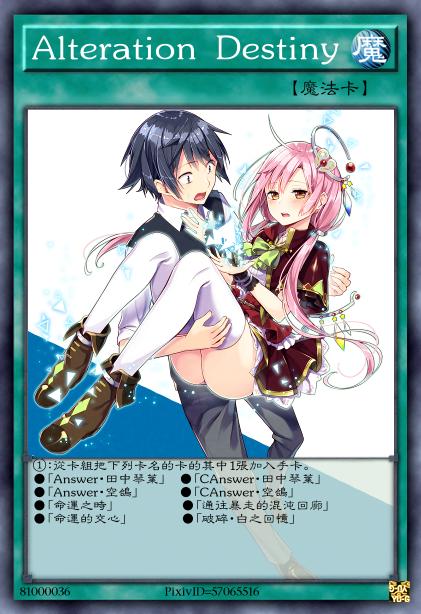 Alteration Destiny 魔
【魔法卡】
①:從卡組把下列卡名的卡的其中1張加入手卡。
●「Answer·田中琴葉」 ●「CAnswer·田中琴葉」
●「Answer·空鴿」 ●「CAnswer·空鴿」
●「命運之時」 ●「通往暴走的混沌回廊」
●「命運的交心」 ●「破碎·白之回憶」
81000036 PixivID=57065516